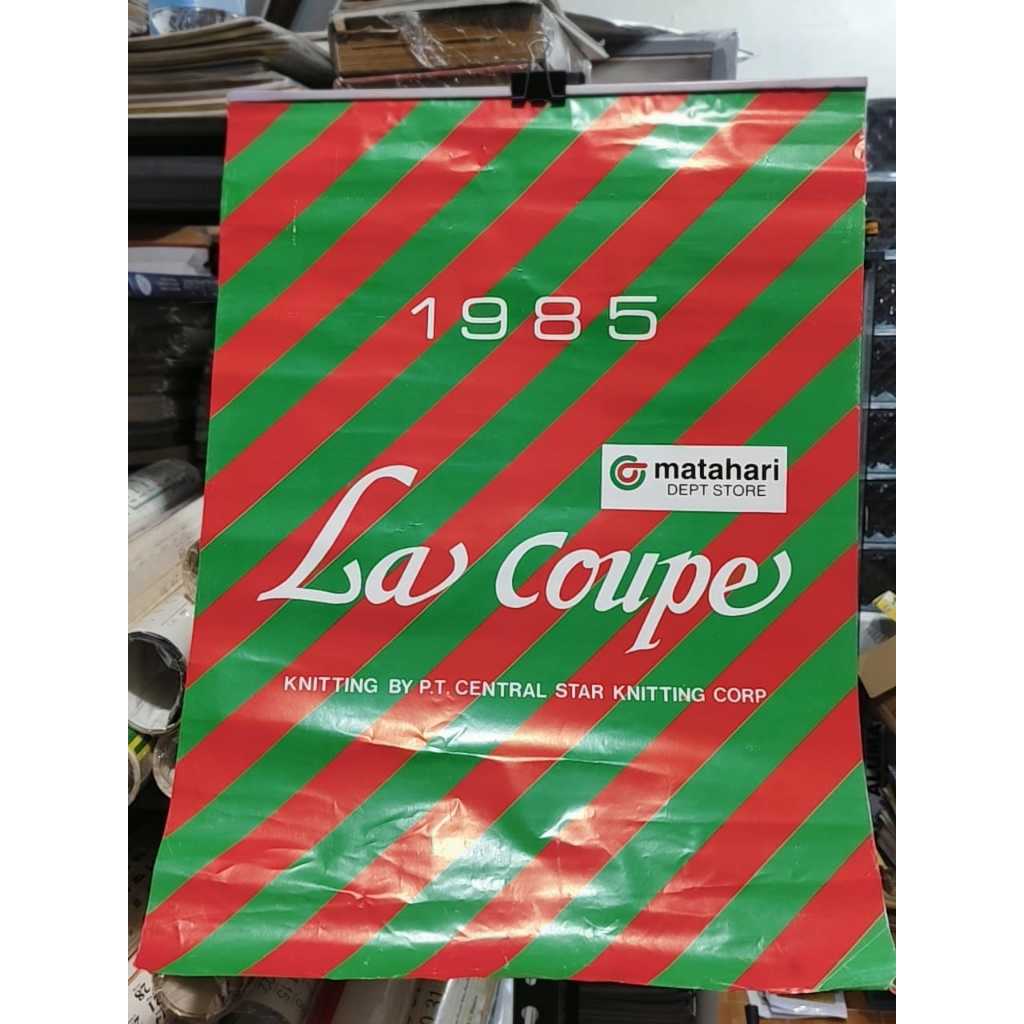 1985
matahari
DEPT STORE
La coupe
KNITTING BY P.T. CENTRAL STAR KNITTING CORP